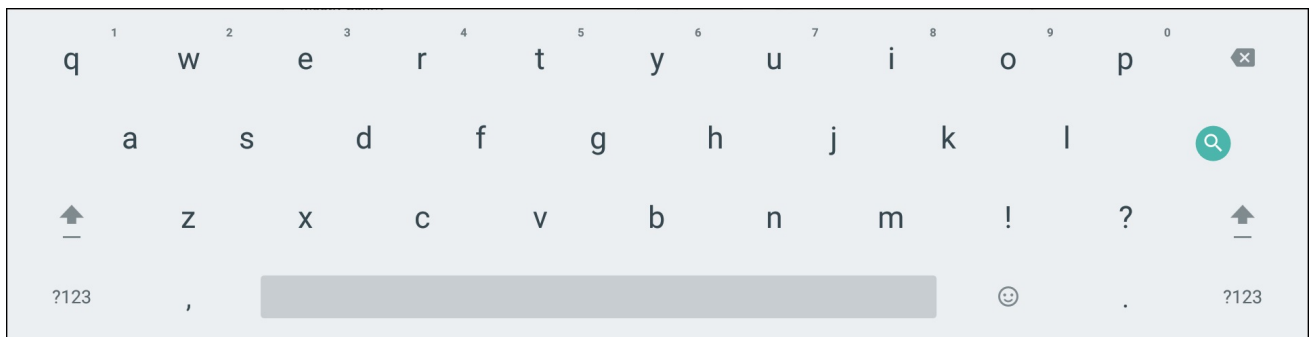 1 2 3 4 5 6 7 8 9 0
q w e r t y u i o p
a s d f g h j k l
z x c v b n m ! ?
?123 , . ?123